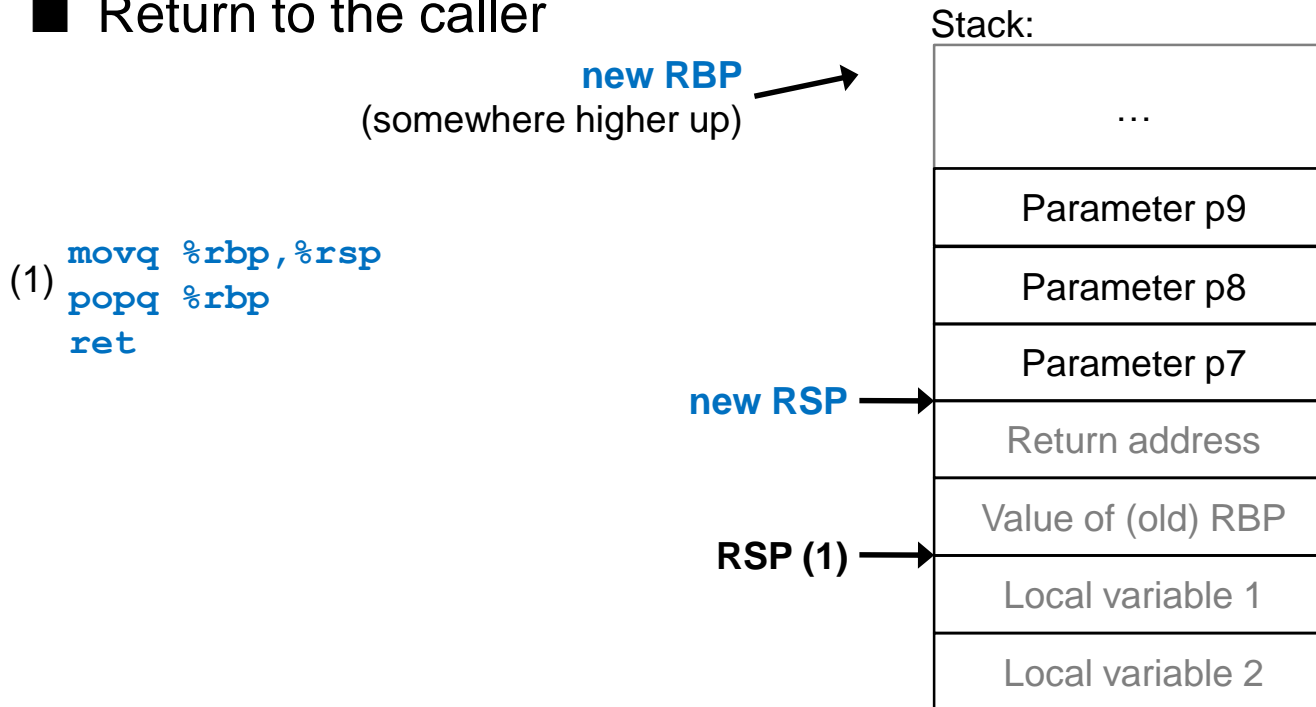 ■ Return to the caller
Stack:
new RBP
(somewhere higher up)
…
Parameter p9
(1) movq %rbp,%rsp
popq %rbp
ret
Parameter p8
Parameter p7
new RSP
Return address
Value of (old) RBP
RSP (1)
Local variable 1
Local variable 2